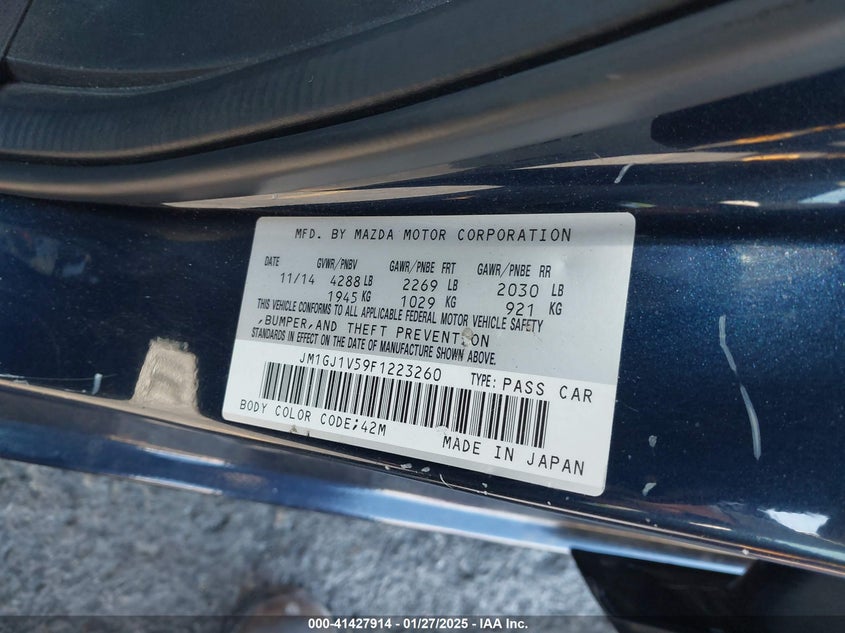 MFD. BY MAZDA MOTOR CORPORATION
DATE GVWR/PNBV GAWR/PNBE FRT GAWR/PNBE RR
11/14 4288 LB 2269 LB 2030 LB
1945 KG 1029 KG 921 KG
THIS VEHICLE CONFORMS TO ALL APPLICABLE FEDERAL MOTOR VEHICLE SAFETY
,BUMPER,AND THEFT PREVENTION
STANDARDS IN EFFECT ON THE DATE OF MANUFACTURE SHOWN ABOVE.
JM1GJ1V59F1223260 TYPE: PASS CAR
BODY COLOR CODE;42M
MADE IN JAPAN
000-41427914 - 01/27/2025 - IAA Inc.